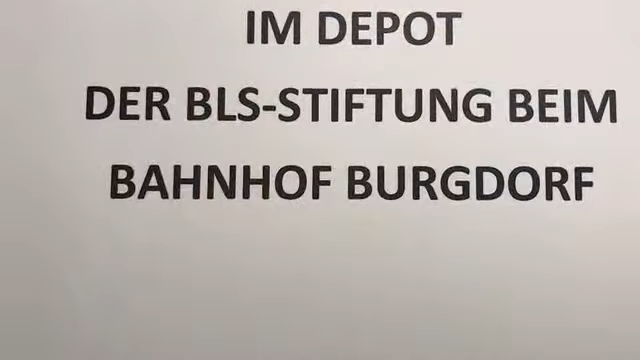 IM DEPOT
DER BLS-STIFTUNG BEIM
BAHNHOF BURGDORF